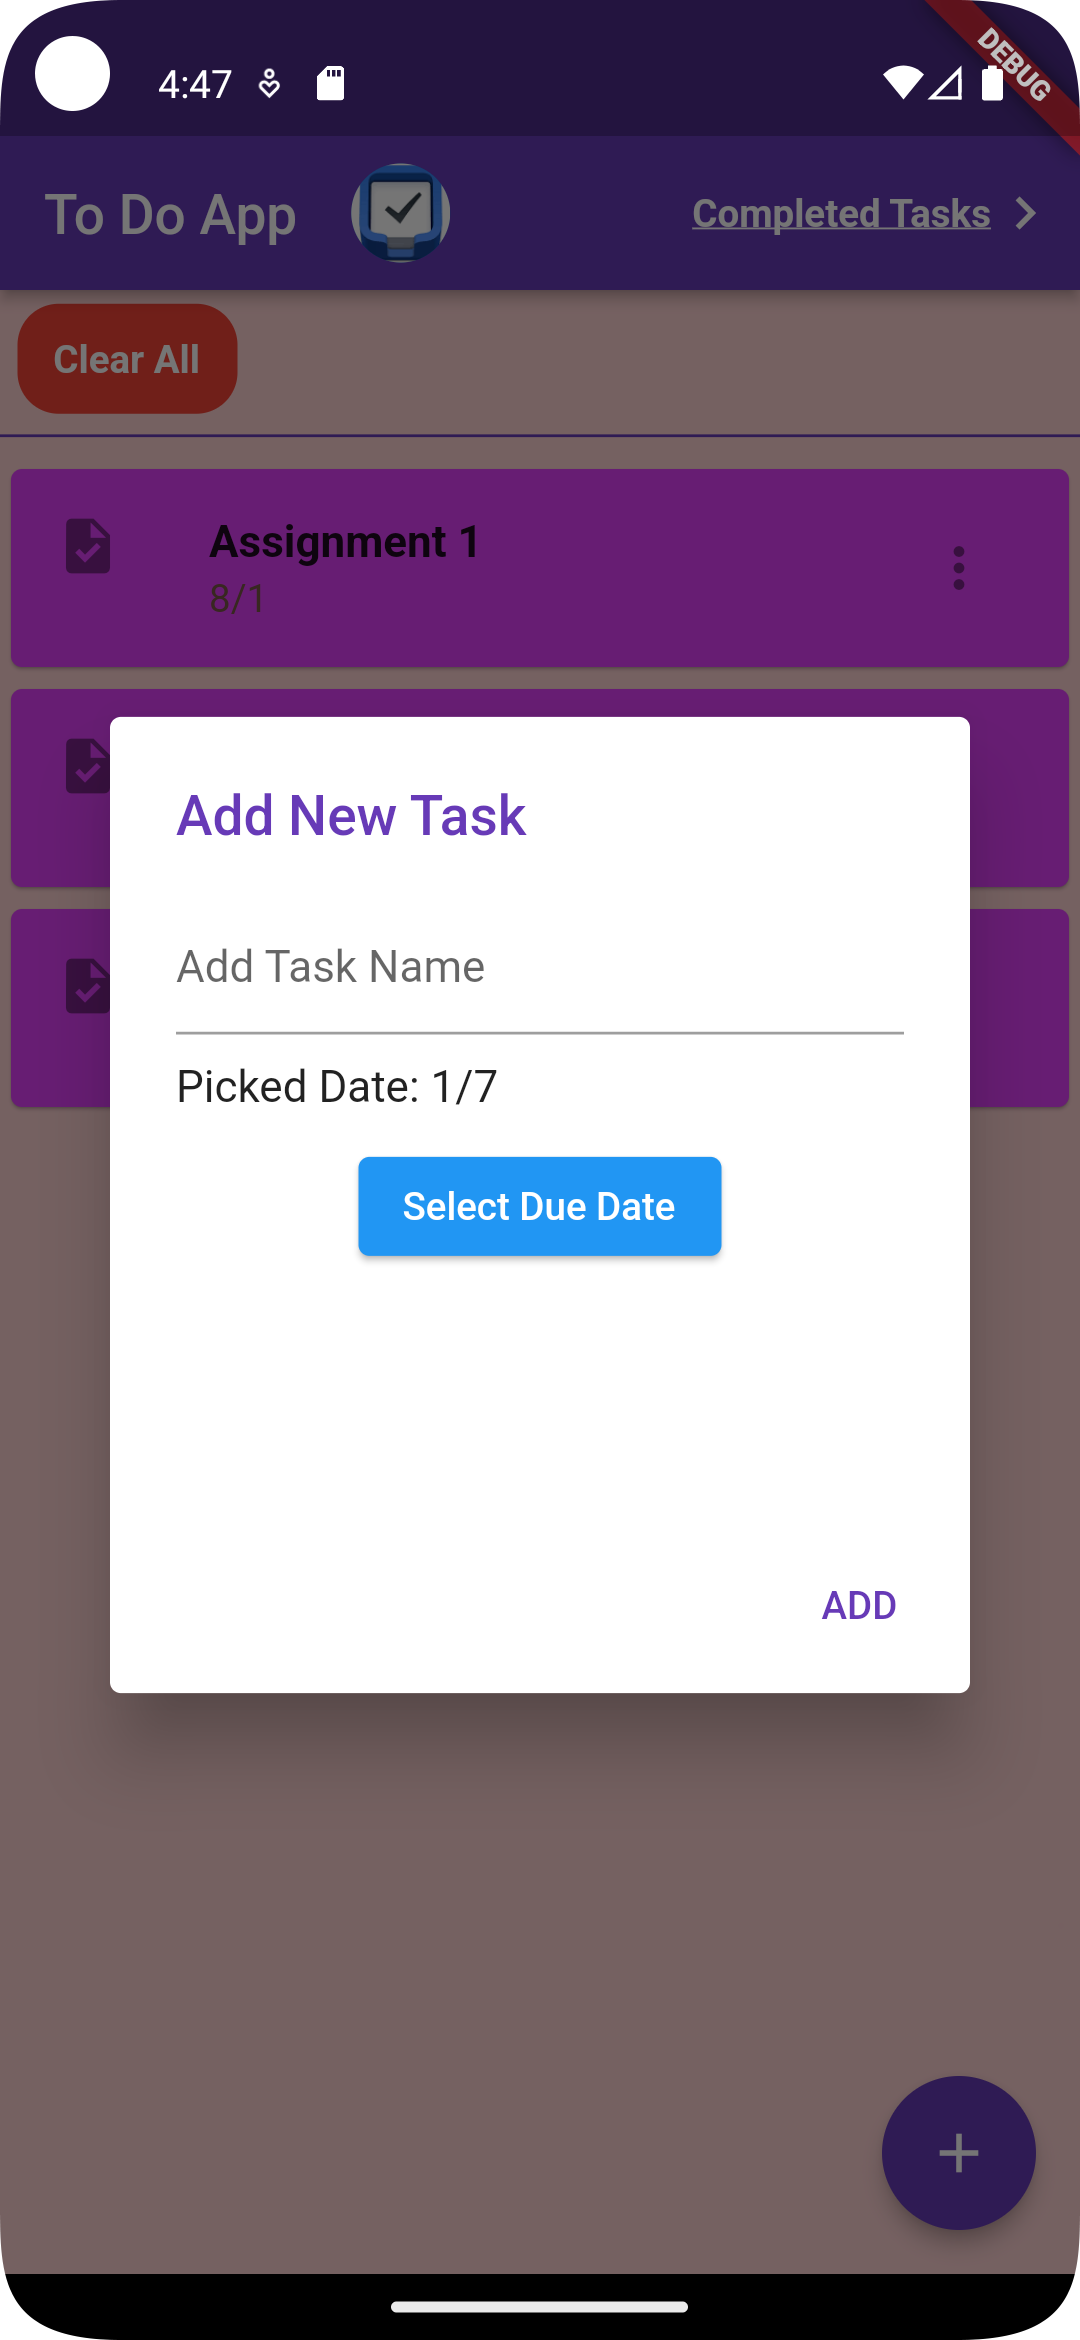 4:47
DEBUG
To Do App
Completed Tasks
Clear All
Assignment 1
8/1
Add New Task
Add Task Name
Picked Date: 1/7
Select Due Date
ADD